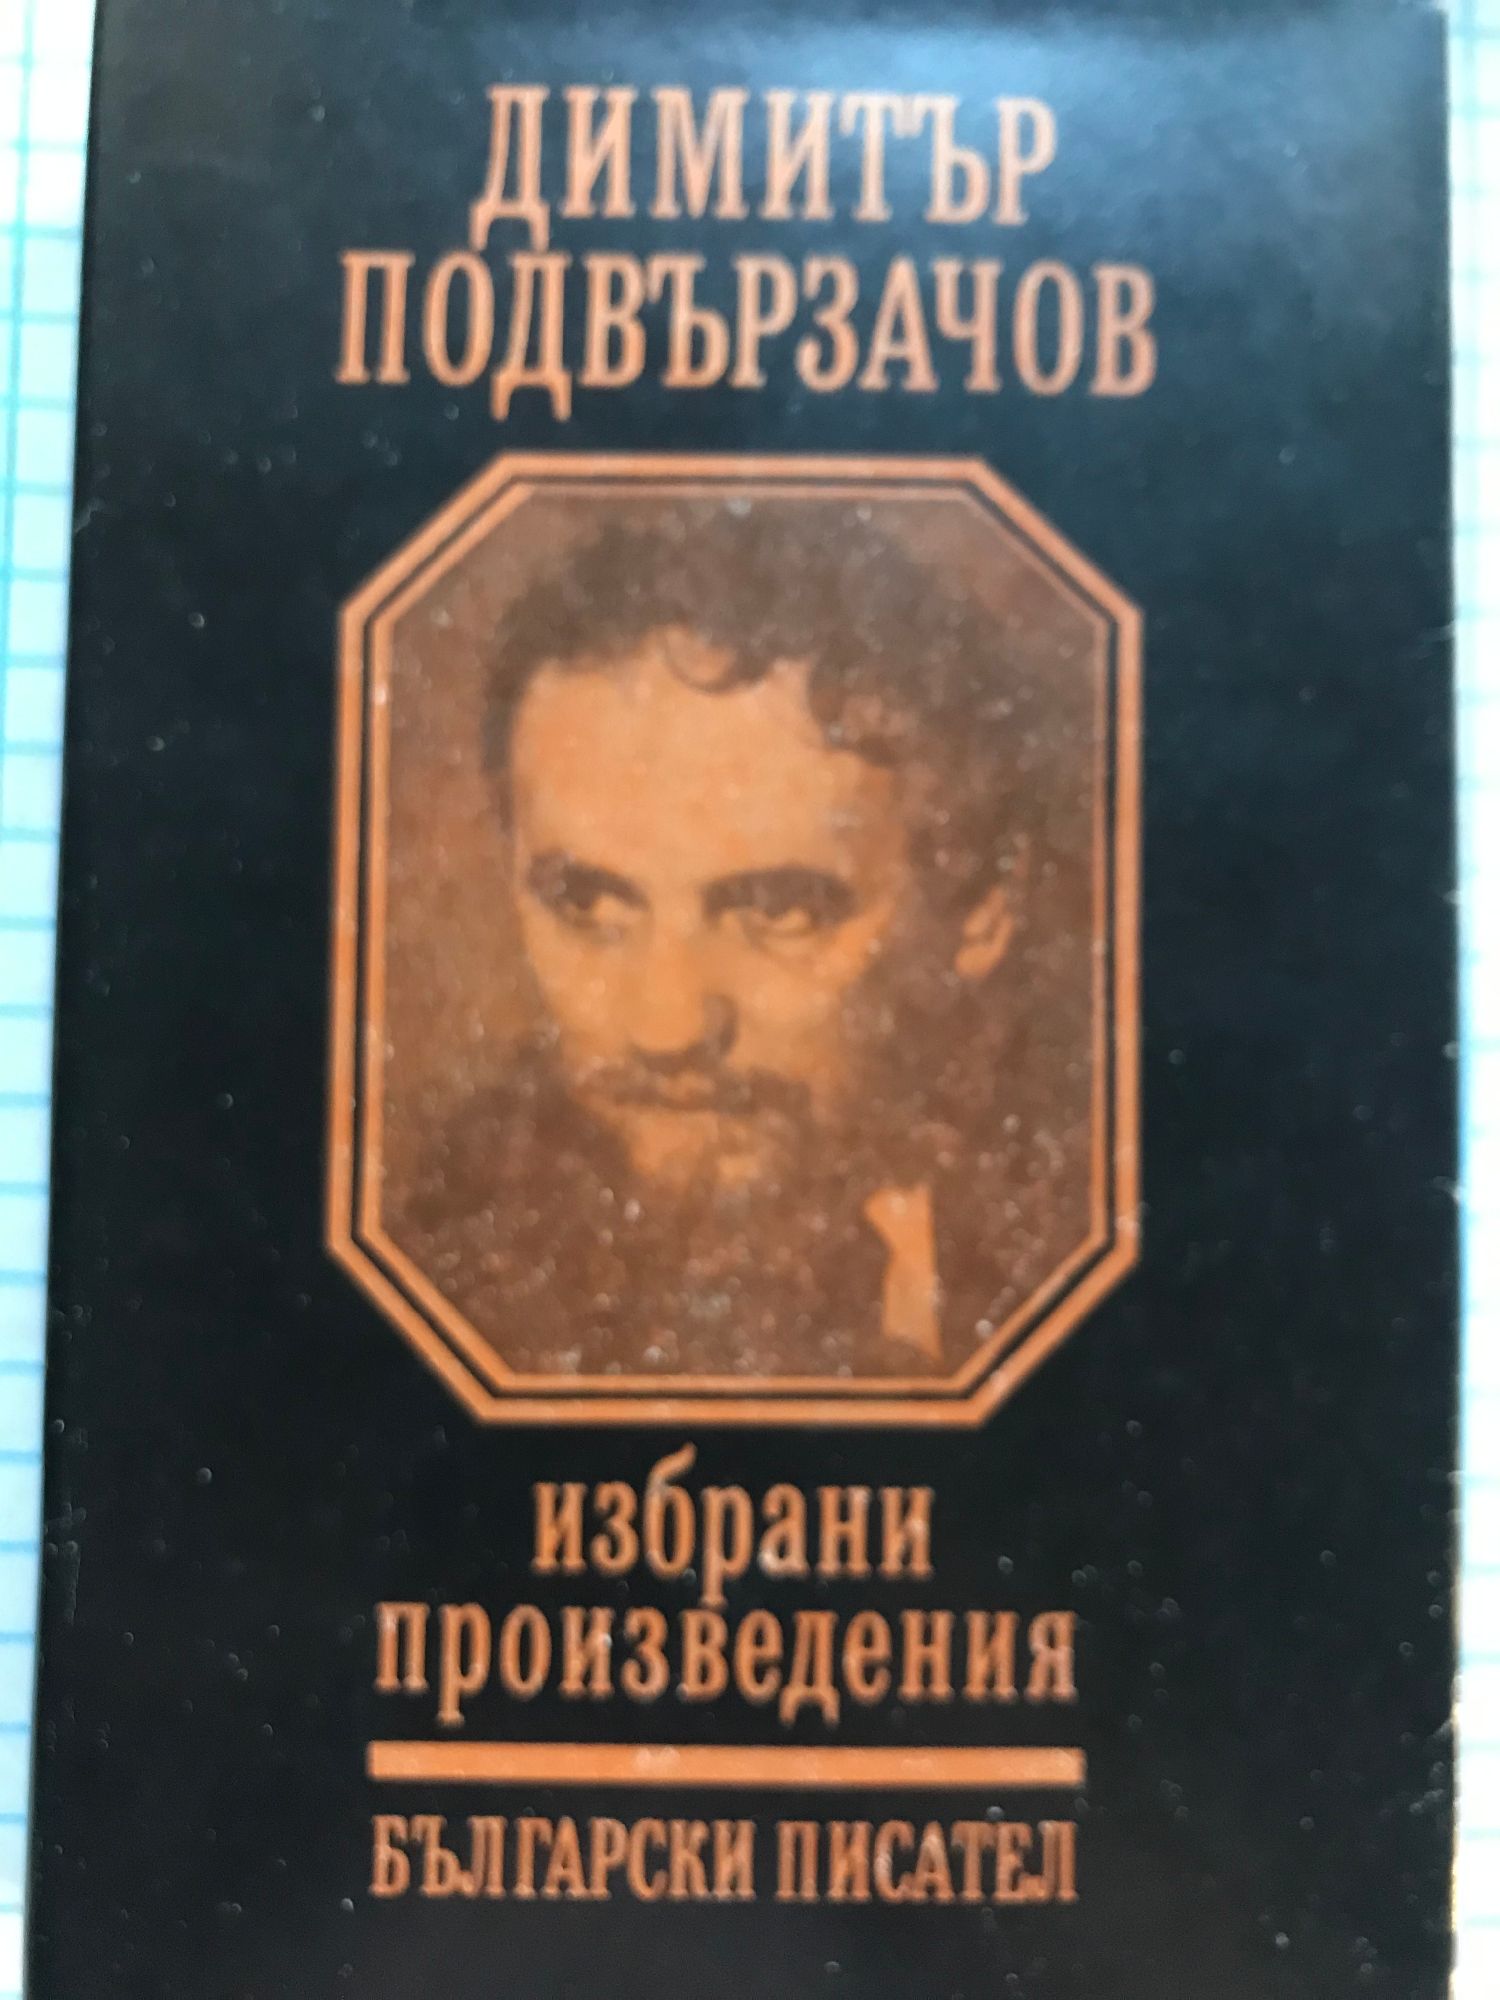 ДИМИТЪР
ПОДВЪРЗАЧОВ
избрани
произведения
БЪЛГАРСКИ ПИСАТЕЛ